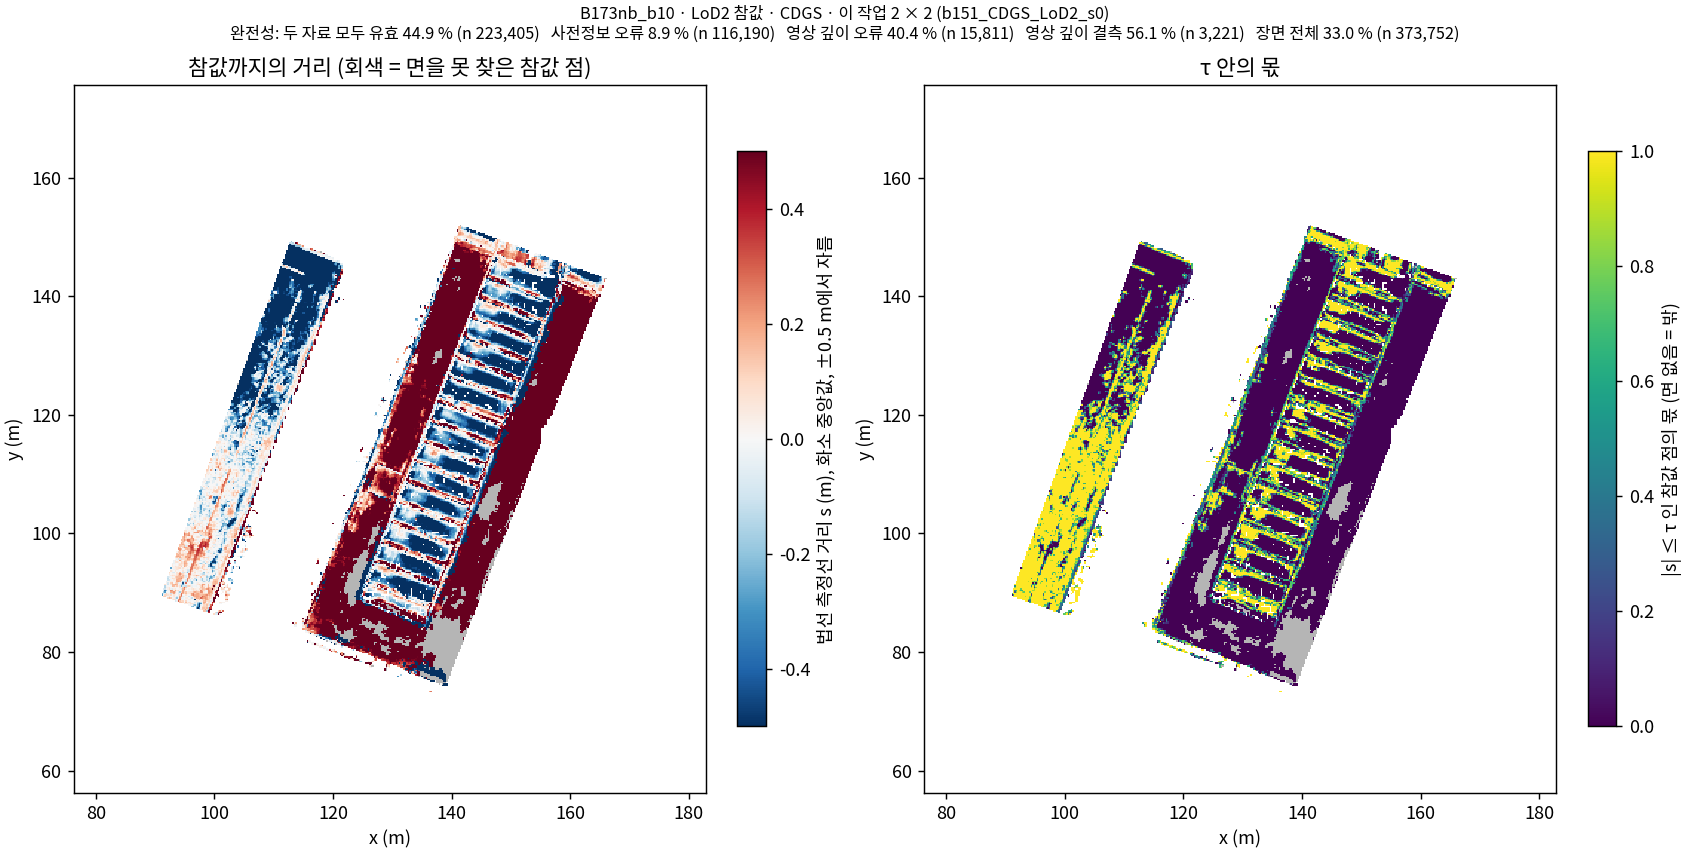 B173nb_b10 · LoD2 참값 · CDGS · 이 작업 2 × 2 (b151_CDGS_LoD2_s0)
완전성: 두 자료 모두 유효 44.9 % (n 223,405)   사전정보 오류 8.9 % (n 116,190)   영상 깊이 오류 40.4 % (n 15,811)   영상 깊이 결측 56.1 % (n 3,221)   장면 전체 33.0 % (n 373,752)
참값까지의 거리 (회색 = 면을 못 찾은 참값 점)
160
140
120
100
80
60
y (m)
80 100 120 140 160 180
x (m)
0.4
0.2
0.0
-0.2
-0.4
법선 측정선 거리 s (m), 화소 중앙값, ±0.5 m에서 자름
τ 안의 몫
160
140
120
100
80
60
y (m)
80 100 120 140 160 180
x (m)
1.0
0.8
0.6
0.4
0.2
0.0
|s| ≤ τ 인 참값 점의 몫 (면 없음 = 밖)